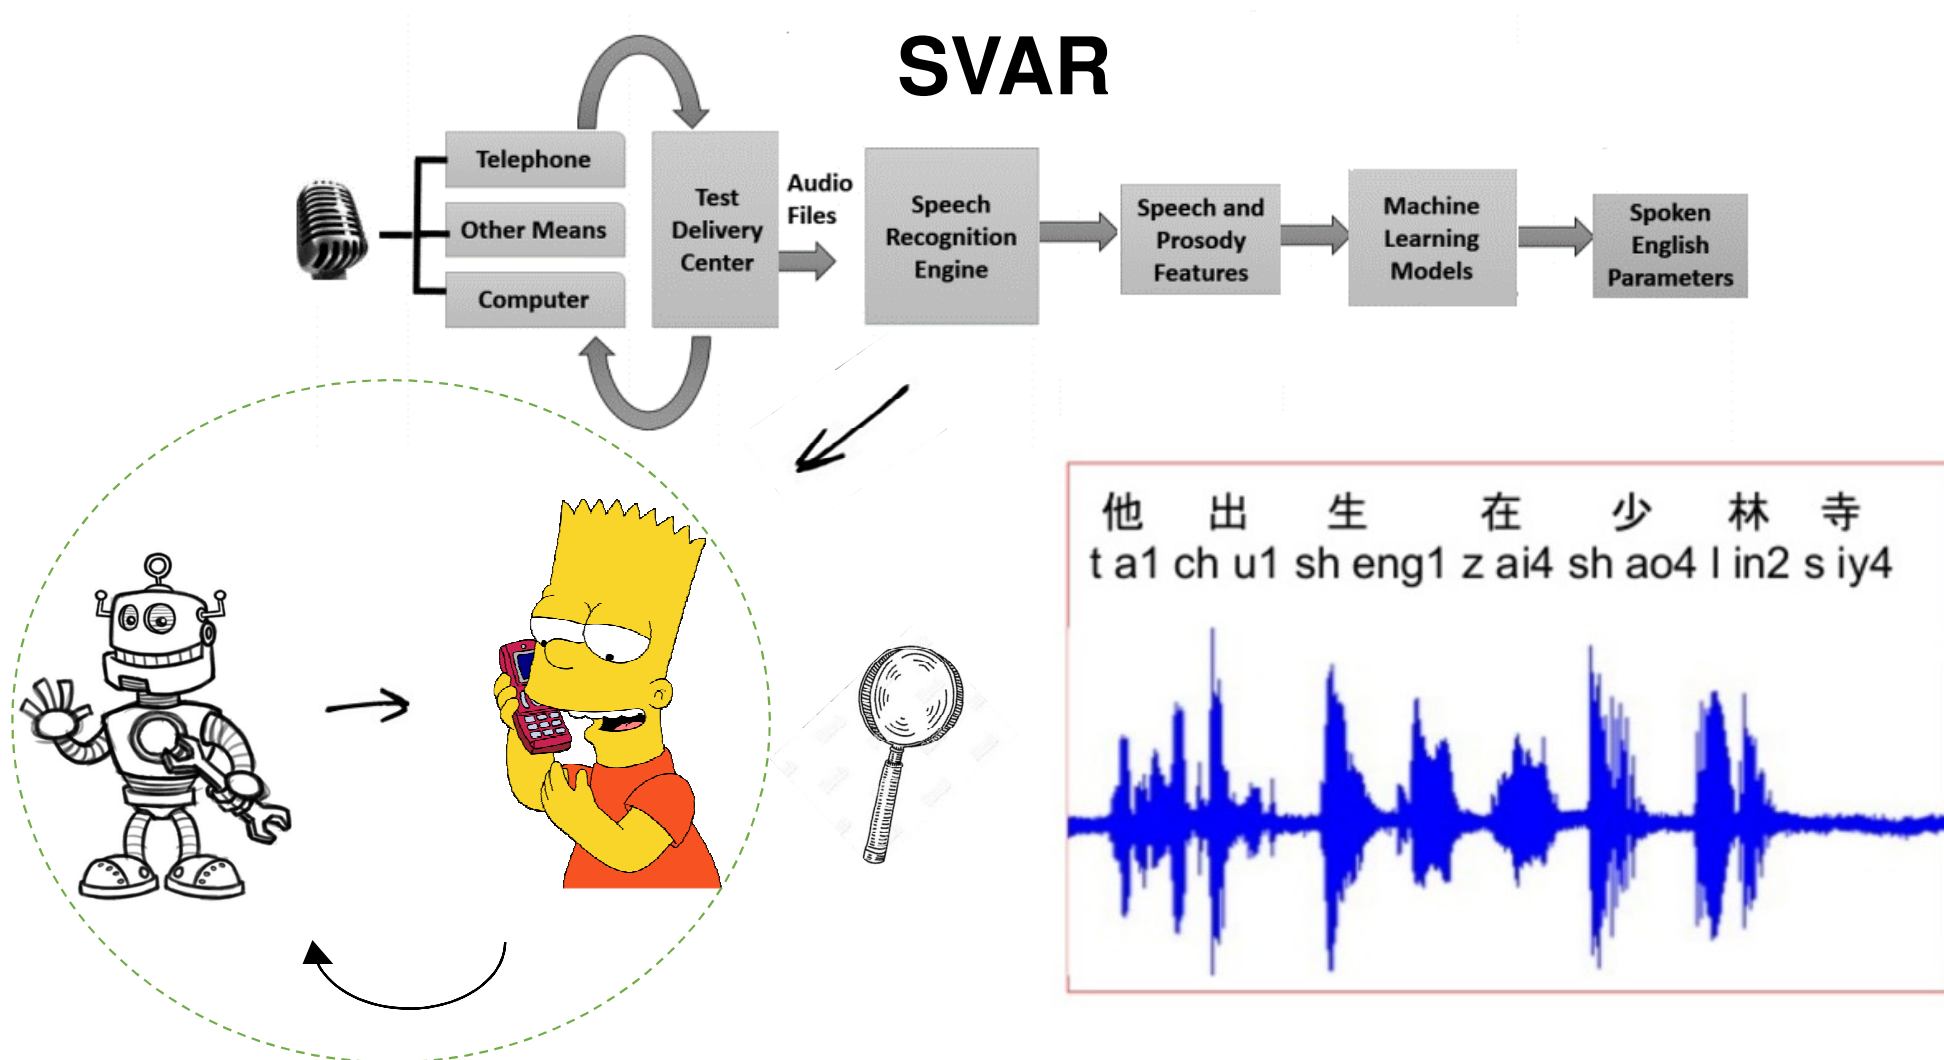 SVAR
Telephone
Other Means
Computer
Test
Delivery
Center
Audio
Files
Speech
Recognition
Engine
Speech and
Prosody
Features
Machine
Learning
Models
Spoken
English
Parameters
他 出 生 在 少 林 寺
t a1 ch u1 sh eng1 z ai4 sh ao4 l in2 s iy4